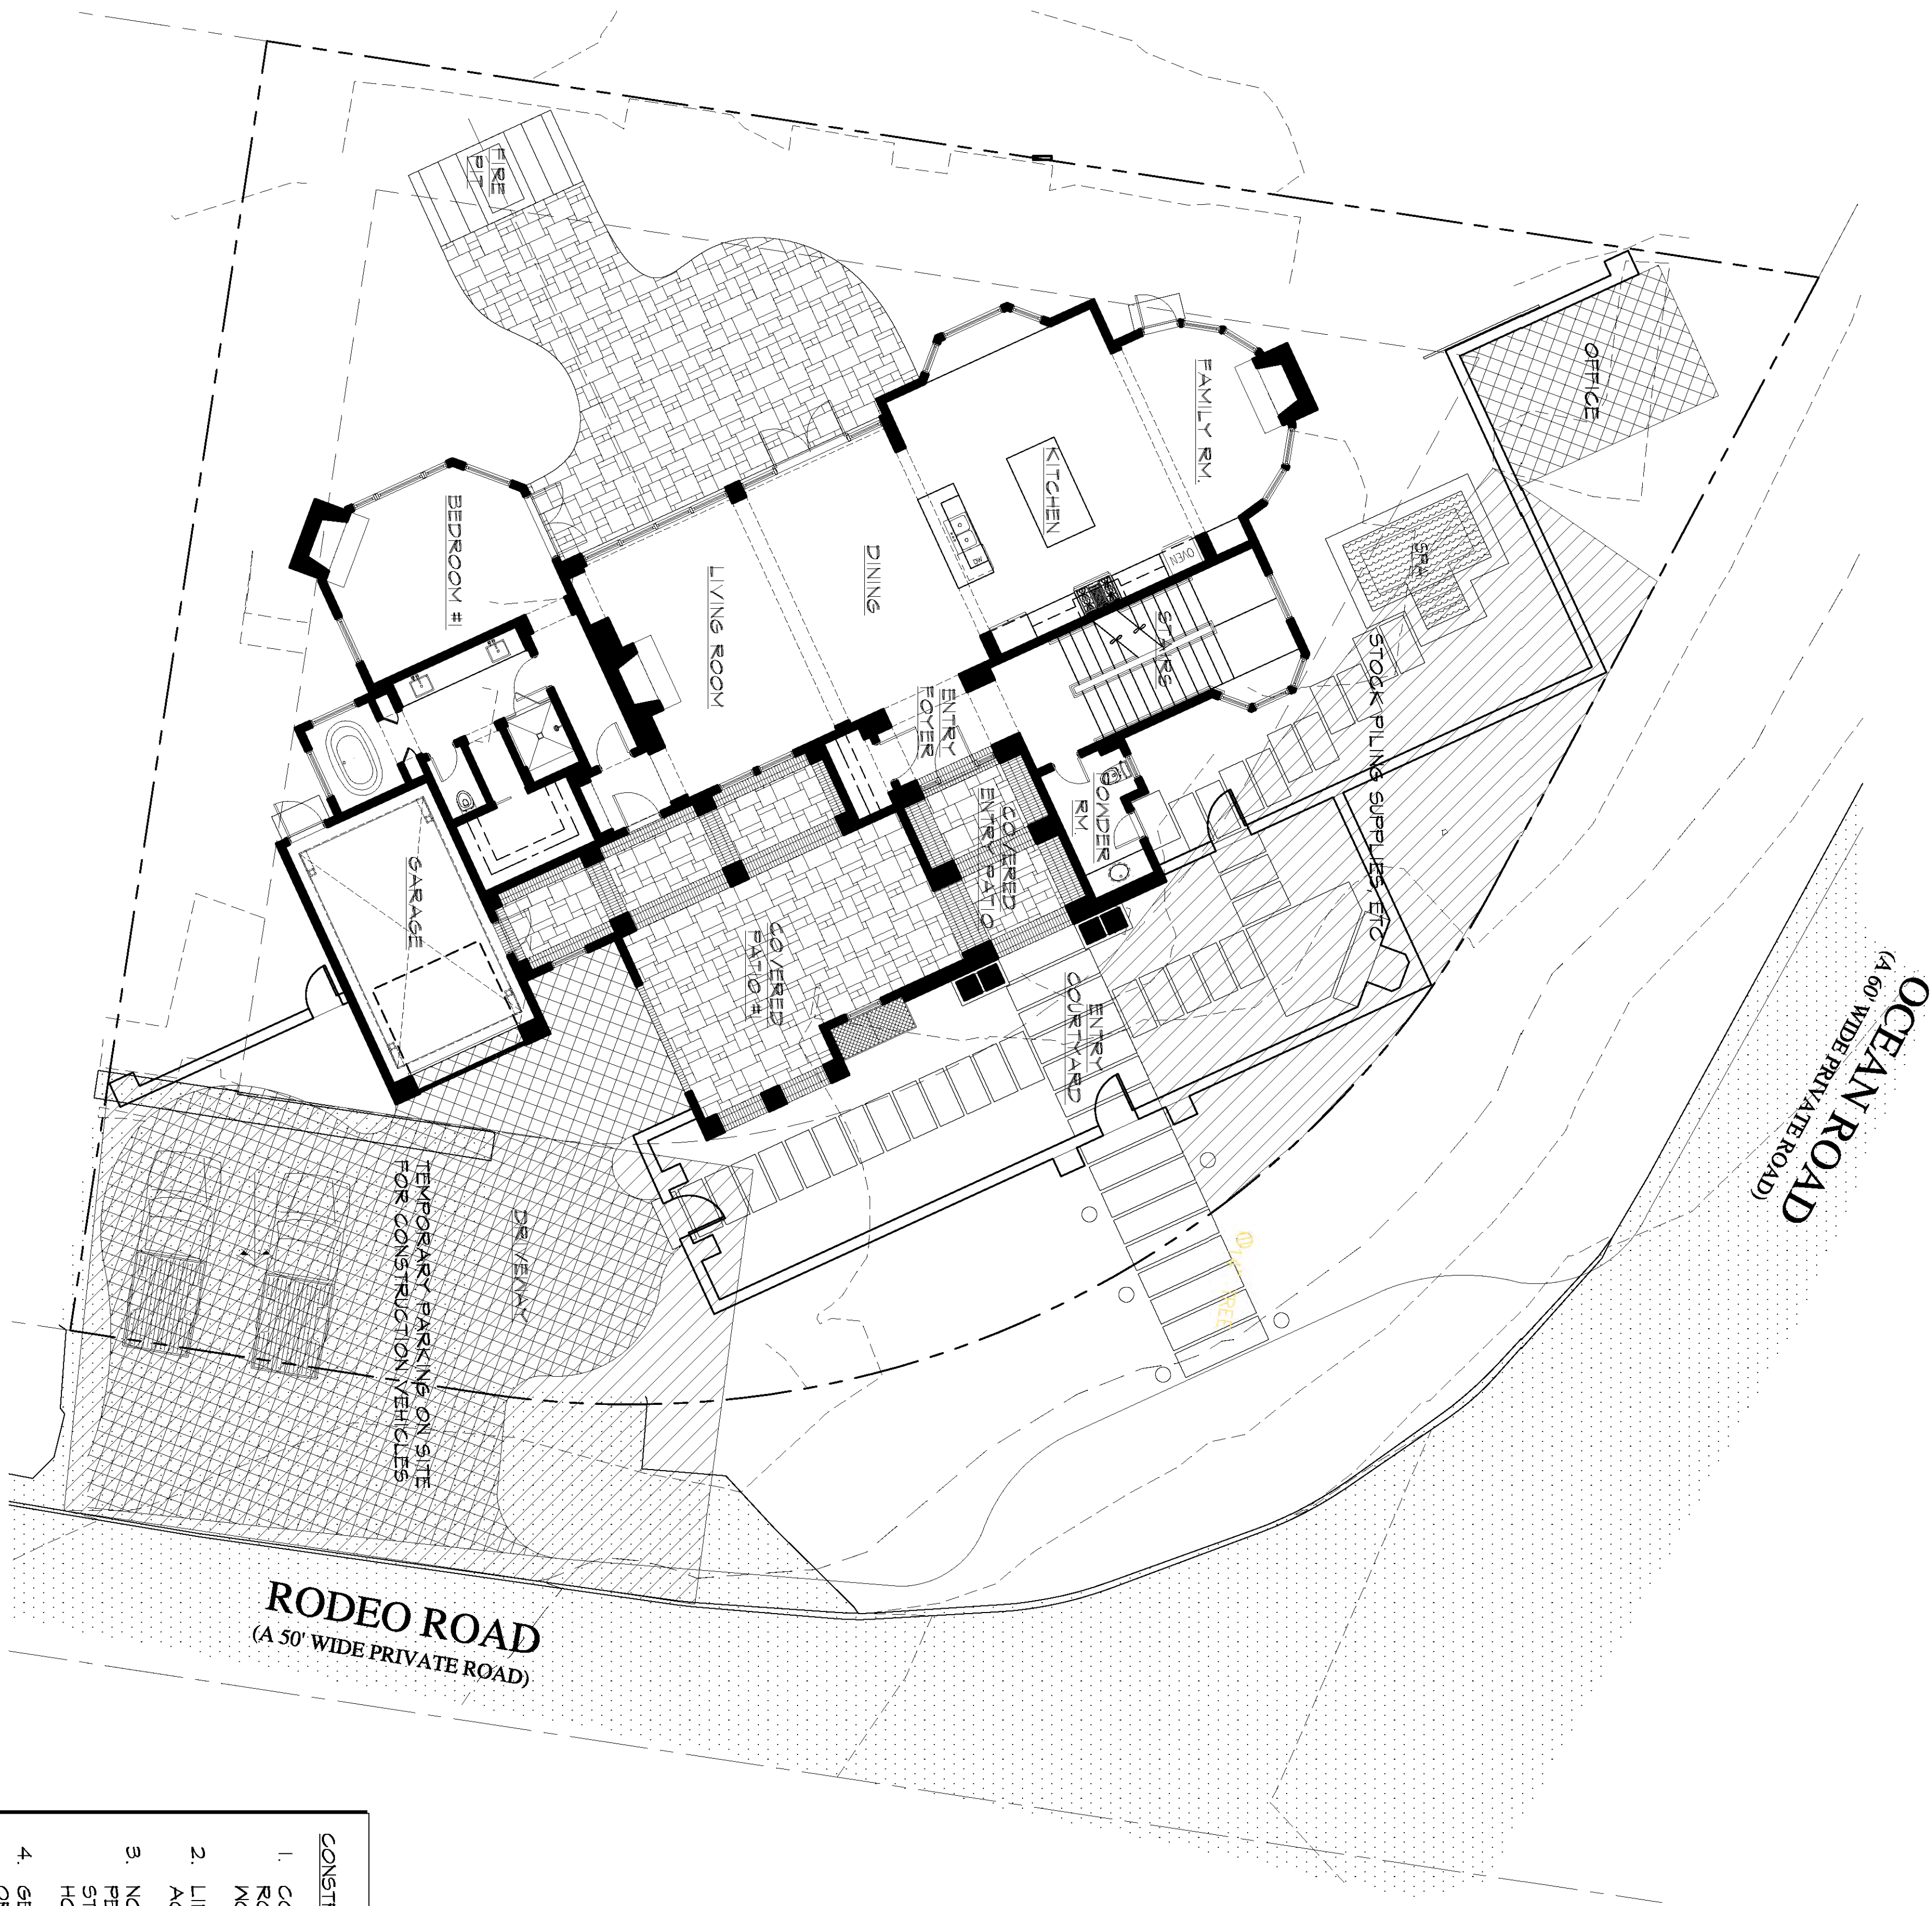 FIRE
PIT
OFFICE
FAMILY RM.
KITCHEN
BEDROOM #1
LIVING ROOM
DINING
OVEN
STAIRS
SPA
STOCK PILING SUPPLIES, ETC
ENTRY
FOYER
POWDER
RM
COVERED
ENTRY PATIO
GARAGE
COVERED
PATIO #1
ENTRY
COURTYARD
OCEAN ROAD
(A 60' WIDE PRIVATE ROAD)
DRIVEWAY
TEMPORARY PARKING ON SITE
FOR CONSTRUCTION VEHICLES
TREE
RODEO ROAD
(A 50' WIDE PRIVATE ROAD)
1.
2.
3.
4.